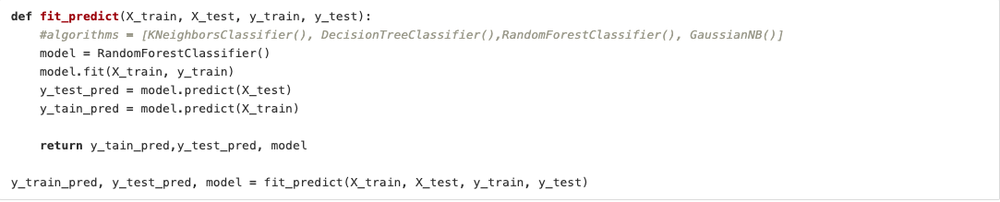 def fit_predict(X_train, X_test, y_train, y_test):
    #algorithms = [KNeighborsClassifier(), DecisionTreeClassifier(),RandomForestClassifier(), GaussianNB()]
    model = RandomForestClassifier()
    model.fit(X_train, y_train)
    y_test_pred = model.predict(X_test)
    y_tain_pred = model.predict(X_train)
    return y_tain_pred,y_test_pred, model
y_train_pred, y_test_pred, model = fit_predict(X_train, X_test, y_train, y_test)